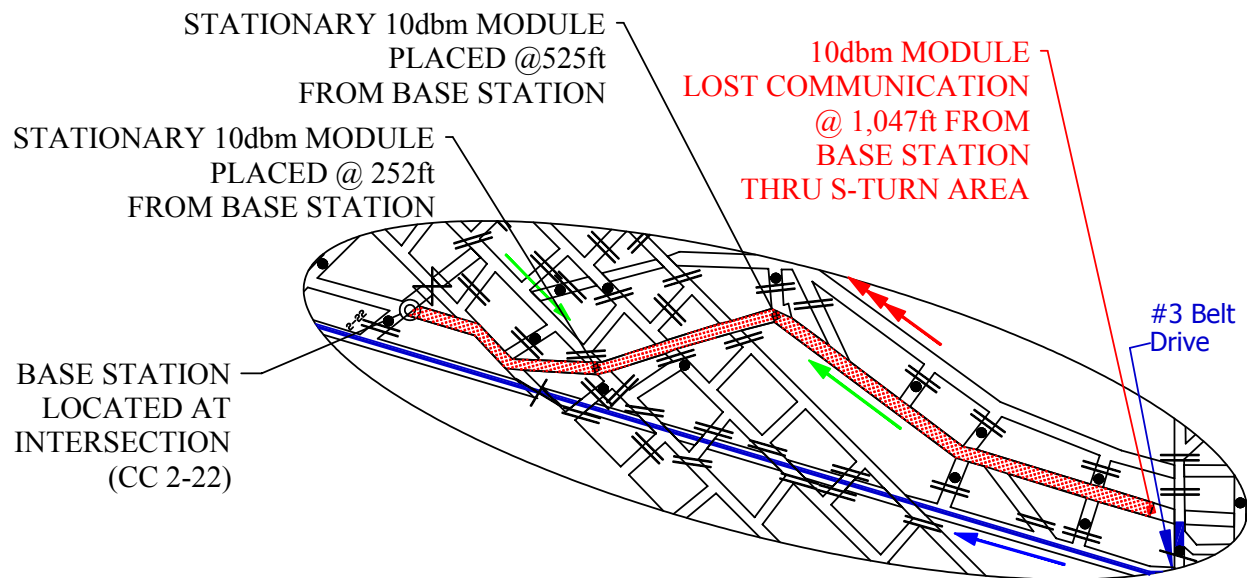 STATIONARY 10dbm MODULE
PLACED @525ft
FROM BASE STATION
STATIONARY 10dbm MODULE
PLACED @ 252ft
FROM BASE STATION
10dbm MODULE
LOST COMMUNICATION
@ 1,047ft FROM
BASE STATION
THRU S-TURN AREA
#3 Belt
Drive
2-22
BASE STATION
LOCATED AT
INTERSECTION
(CC 2-22)